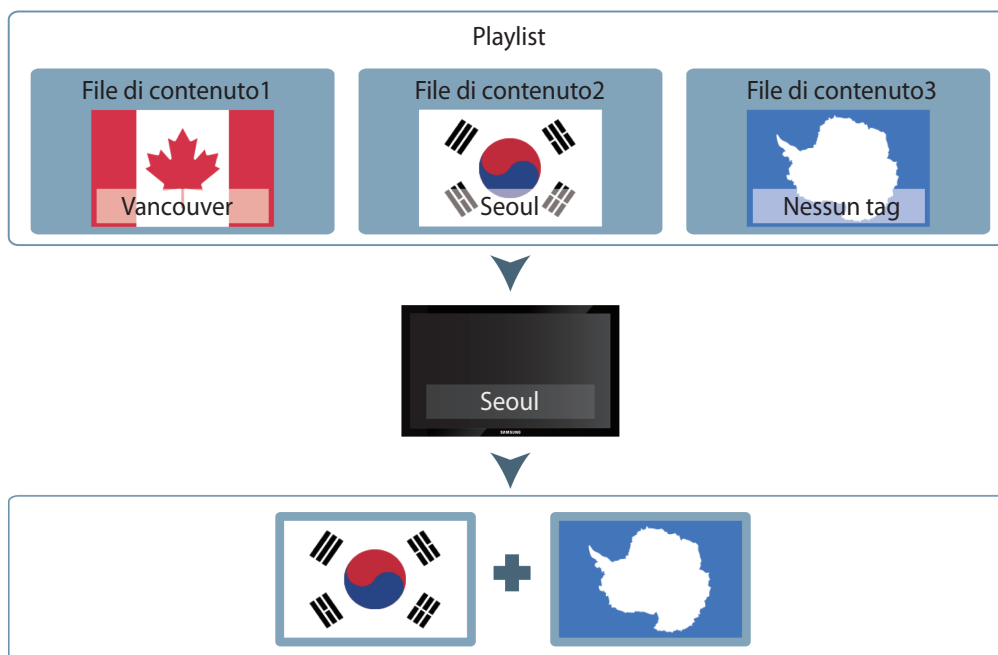 Playlist
File di contenuto1
File di contenuto2
File di contenuto3
Vancouver
Seoul
Nessun tag
Seoul
SAMSUNG